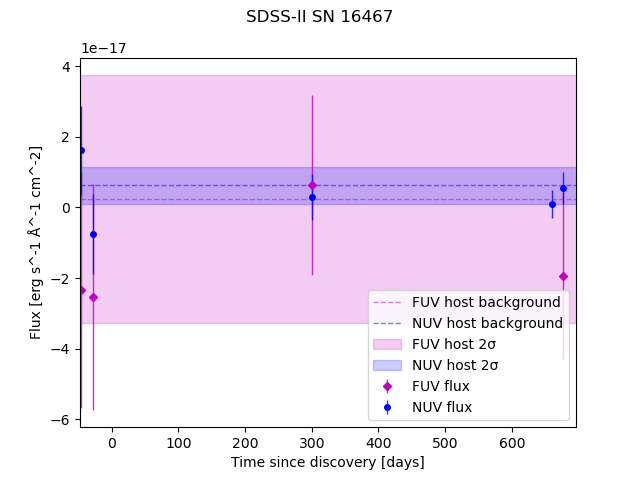 SDSS-II SN 16467
1e−17
4
2
0
−2
−4
−6
Flux [erg s^-1 Å^-1 cm^-2]
FUV host background
NUV host background
FUV host 2σ
NUV host 2σ
FUV flux
NUV flux
0 100 200 300 400 500 600
Time since discovery [days]